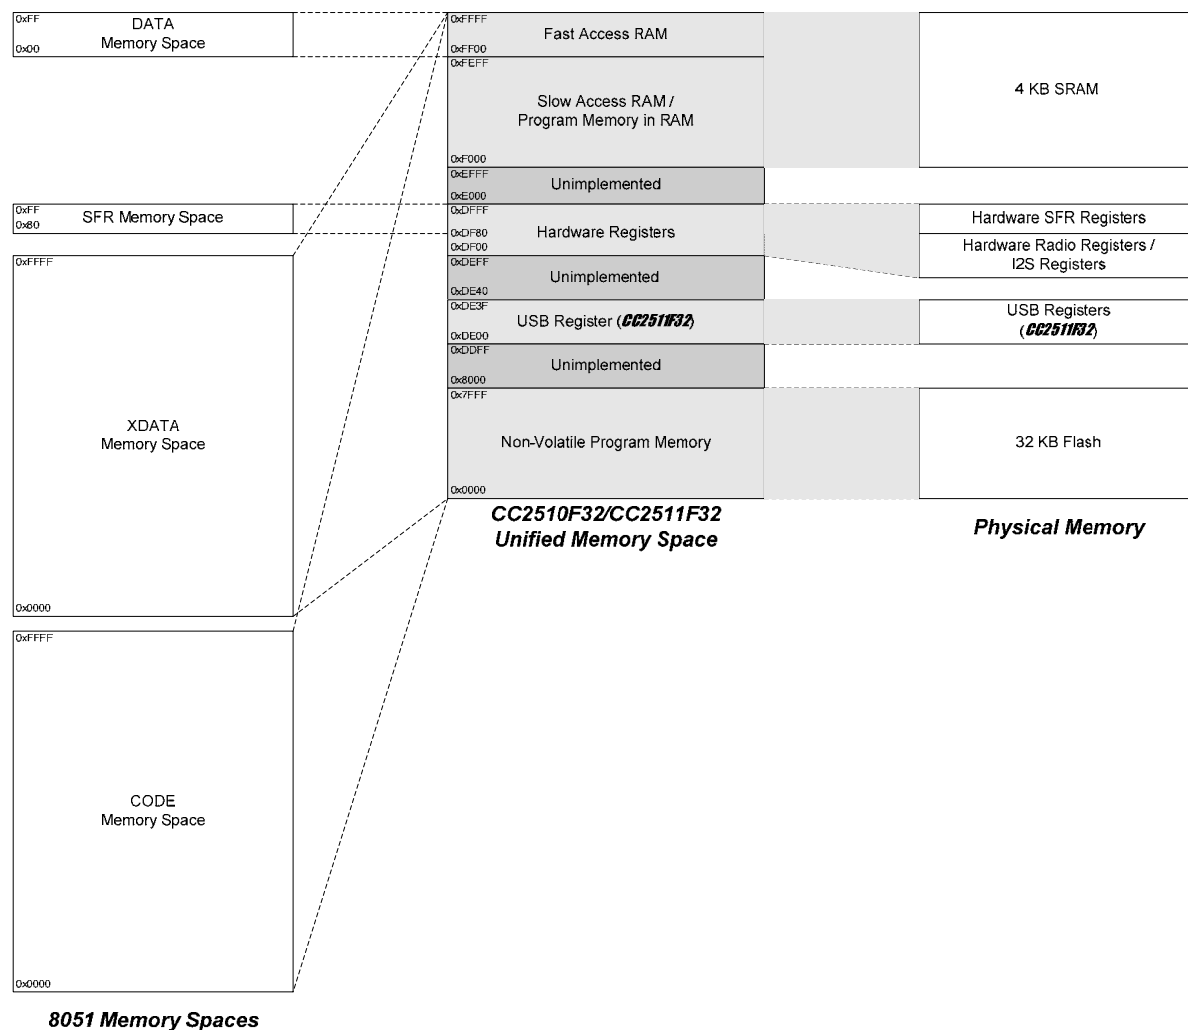 0xFF
DATA
Memory Space
0x00
0xFF
SFR Memory Space
0x80
0xFFFF
XDATA
Memory Space
0x0000
0xFFFF
CODE
Memory Space
0x0000
8051 Memory Spaces
0xFFFF
Fast Access RAM
0xFF00
0xFEFF
Slow Access RAM /
Program Memory in RAM
0xF000
0xEFFF
Unimplemented
0xE000
0xDFFF
0xDF80
Hardware Registers
0xDF00
0xDEFF
Unimplemented
0xDE40
0xDE3F
USB Register (CC2511F32)
0xDE00
0xDDFF
Unimplemented
0x8000
0x7FFF
Non-Volatile Program Memory
0x0000
CC2510F32/CC2511F32
Unified Memory Space
4 KB SRAM
Hardware SFR Registers
Hardware Radio Registers /
I2S Registers
USB Registers
(CC2511F32)
32 KB Flash
Physical Memory